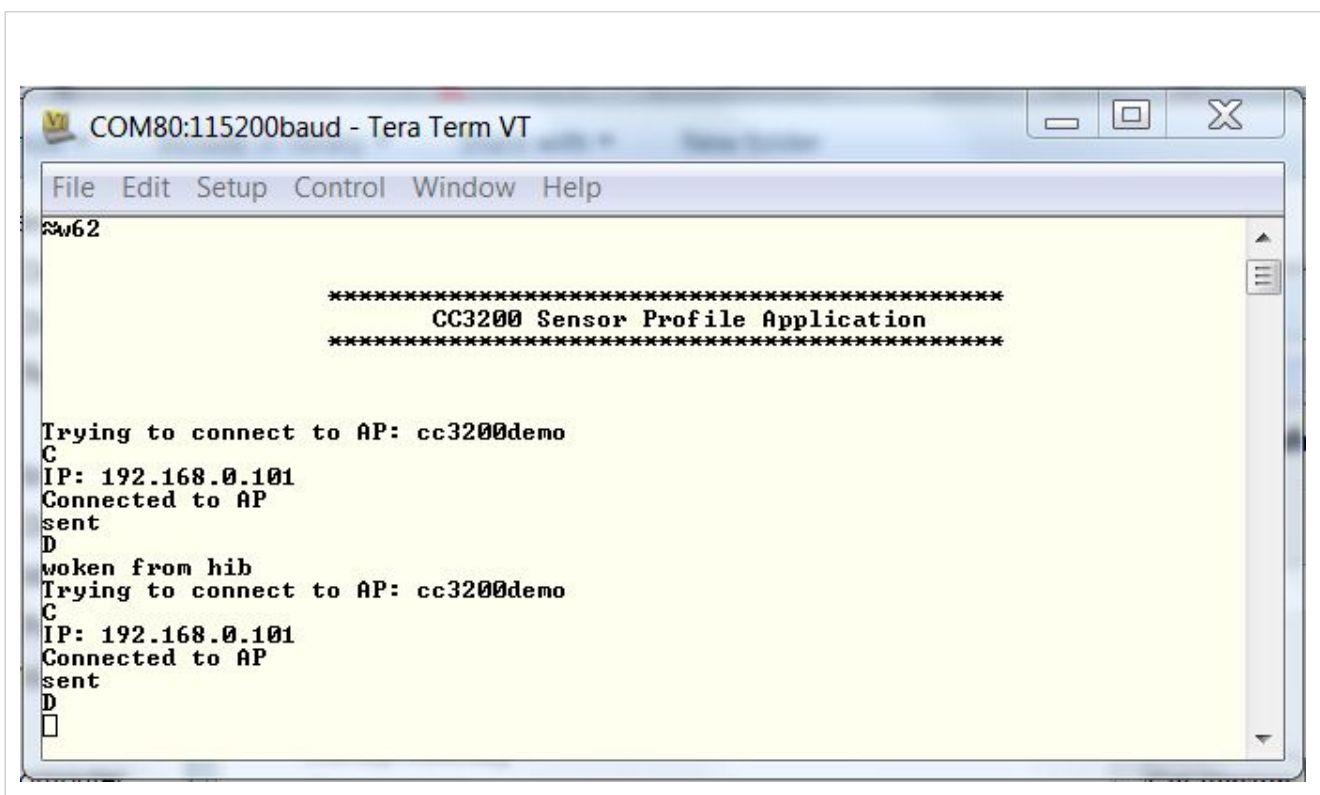 COM80:115200baud - Tera Term VT
File Edit Setup Control Window Help
≈w62
*********************************************
CC3200 Sensor Profile Application
*********************************************
Trying to connect to AP: cc3200demo
C
IP: 192.168.0.101
Connected to AP
sent
D
woken from hib
Trying to connect to AP: cc3200demo
C
IP: 192.168.0.101
Connected to AP
sent
D